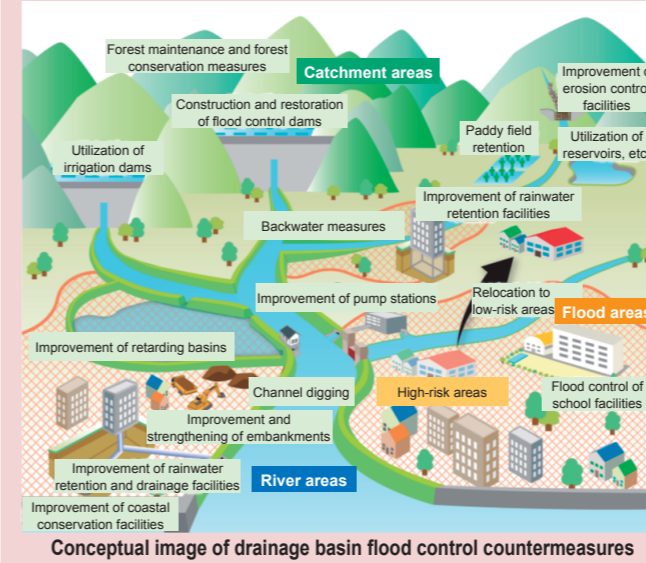 Forest maintenance and forest
conservation measures
Catchment areas
Improvement o
erosion contro
facilities
Construction and restoration
of flood control dams
Paddy field
retention
Utilization of
reservoirs, etc
Utilization of
irrigation dams
Improvement of rainwater
retention facilities
Backwater measures
Improvement of pump stations
Relocation to
low-risk areas
Flood areas
Improvement of retarding basins
Channel digging
High-risk areas
Flood control of
school facilities
Improvement and
strengthening of embankments
Improvement of rainwater
retention and drainage facilities
River areas
Improvement of coastal
conservation facilities
Conceptual image of drainage basin flood control countermeasures